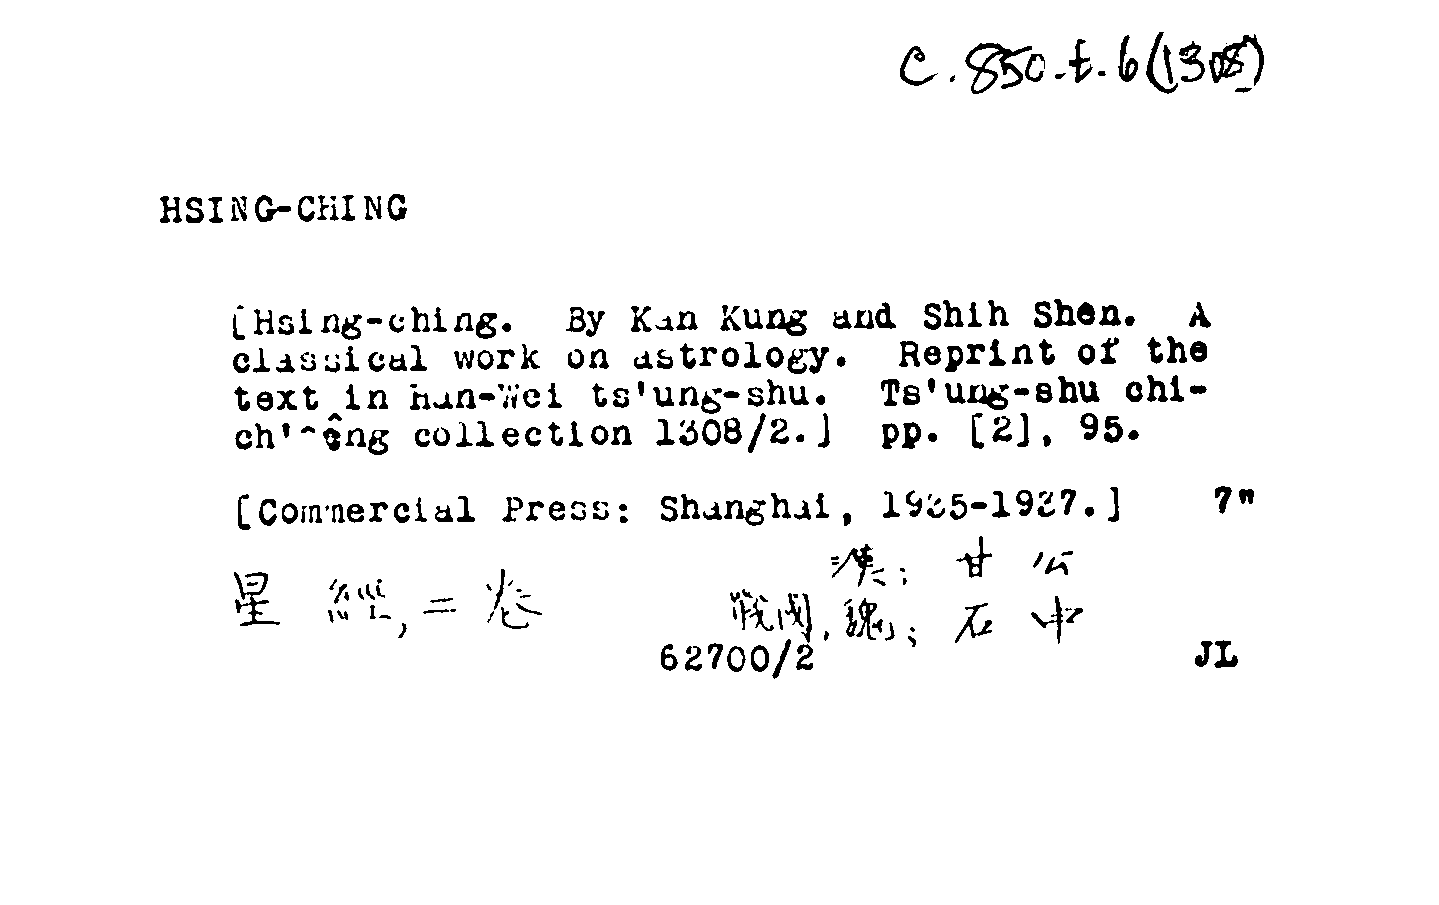 C.850.t.6(1308)
HSING-CHING
[Hsing-ching. By Kan Kung and Shih Shen. A
classical work on astrology. Reprint of the
text in Han-Wei ts'ung-shu. Ts'ung-shu chi-
ch'êng collection 1308/2.] pp. [2], 95.
[Commercial Press: Shanghai, 1935-1937.] 7"
漢; 甘 公
星 經, 二 卷 戰國, 魏; 石 申
62700/2 JL